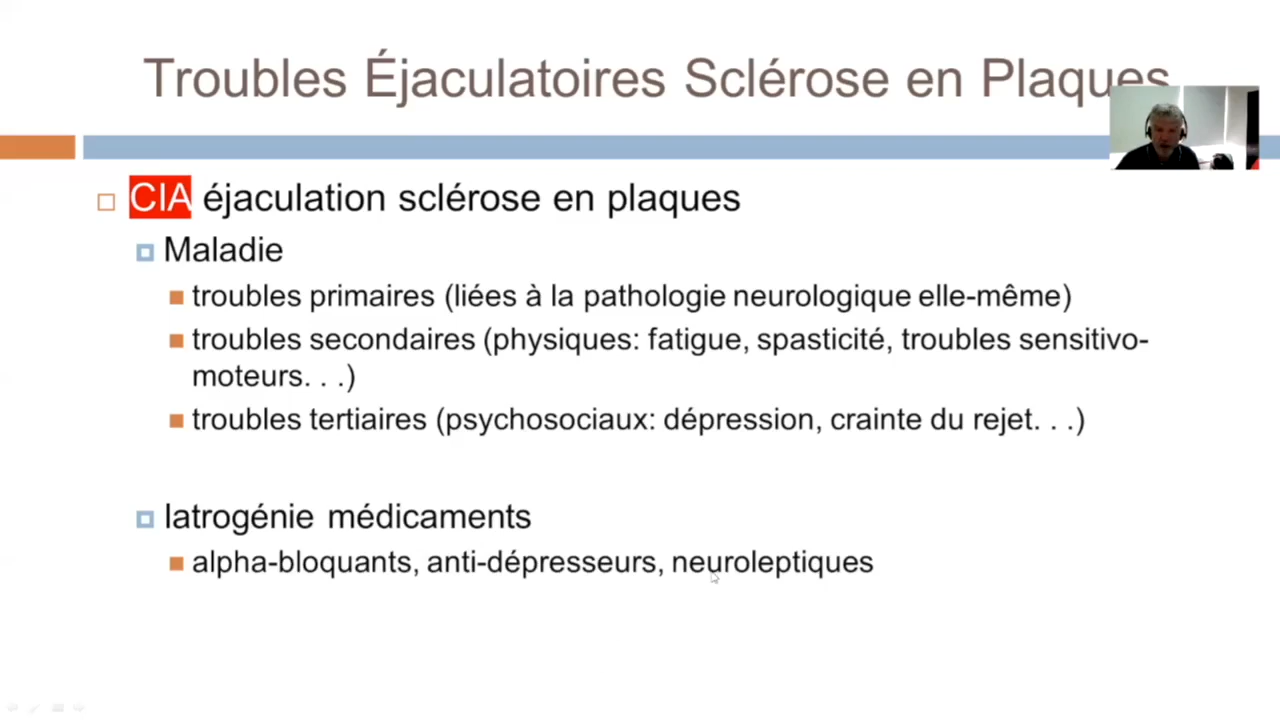 Troubles Éjaculatoires Sclérose en Plaques
CIA éjaculation sclérose en plaques
Maladie
troubles primaires (liées à la pathologie neurologique elle-même)
troubles secondaires (physiques: fatigue, spasticité, troubles sensitivo-
moteurs. . .)
troubles tertiaires (psychosociaux: dépression, crainte du rejet. . .)
Iatrogénie médicaments
alpha-bloquants, anti-dépresseurs, neuroleptiques